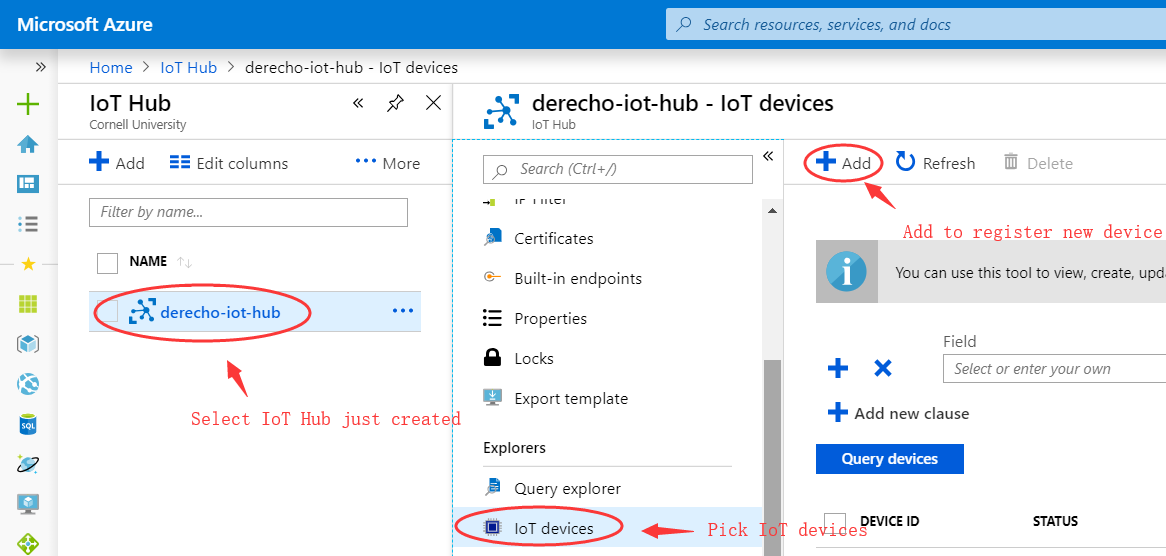 Microsoft Azure
Search resources, services, and docs
Home > IoT Hub > derecho-iot-hub - IoT devices
IoT Hub
Cornell University
Add
Edit columns
More
Filter by name...
NAME
derecho-iot-hub
Select IoT Hub just created
derecho-iot-hub - IoT devices
IoT Hub
Search (Ctrl+/)
IP Filter
Certificates
Built-in endpoints
Properties
Locks
Export template
Explorers
Query explorer
IoT devices
Pick IoT devices
Add
Refresh
Delete
Add to register new device
You can use this tool to view, create, upda
Field
Select or enter your own
Add new clause
Query devices
DEVICE ID
STATUS
SQL